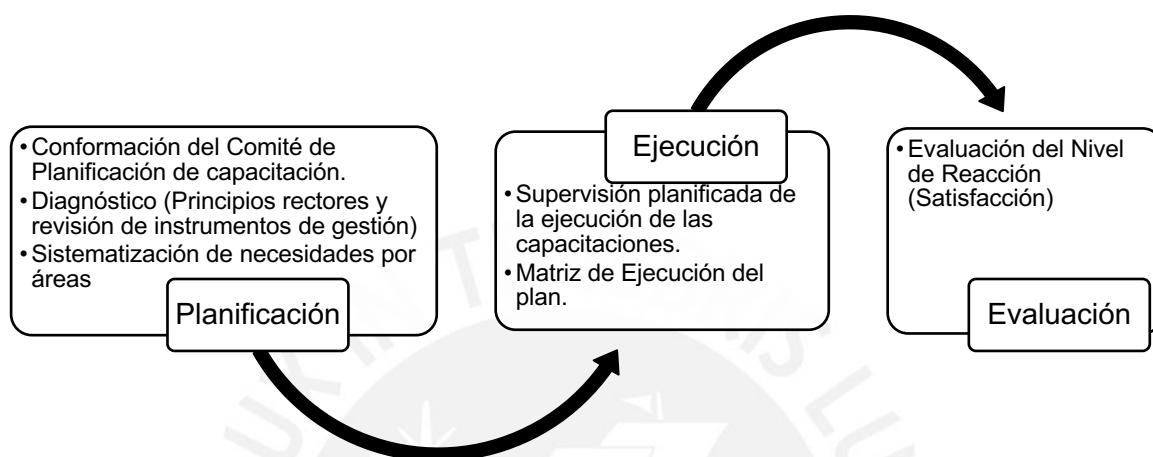 •Conformación del Comité de
Planificación de capacitación.
•Diagnóstico (Principios rectores y
revisión de instrumentos de gestión)
•Sistematización de necesidades por
áreas
Planificación
Ejecución
•Supervisión planificada de
la ejecución de las
capacitaciones.
•Matriz de Ejecución del
plan.
•Evaluación del Nivel
de Reacción
(Satisfacción)
Evaluación